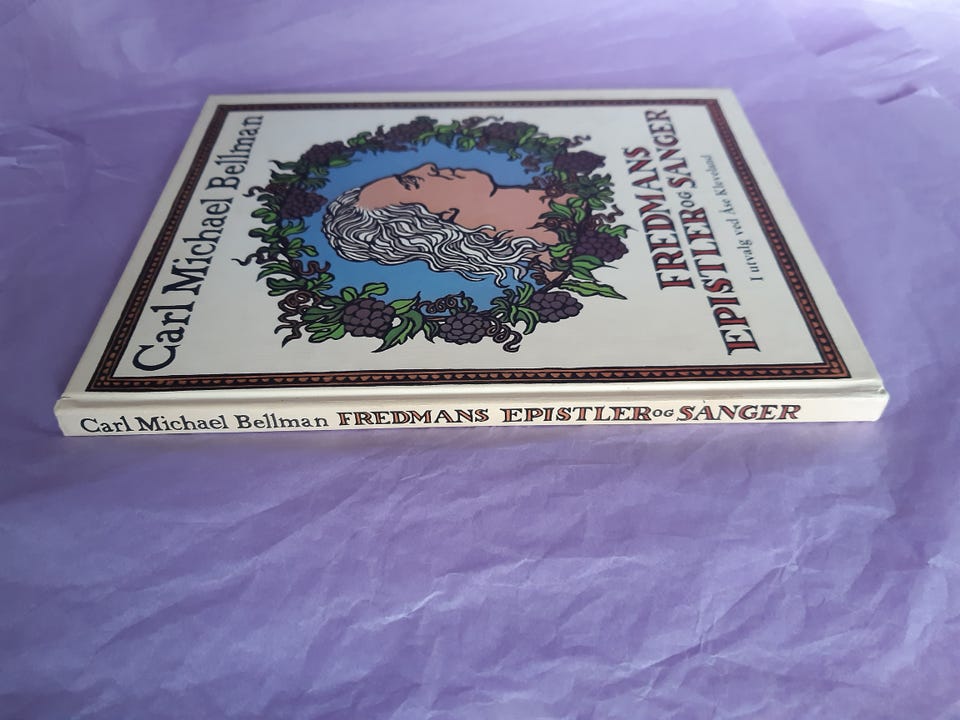 Carl Michael Bellman
FREDMANS
EPISTLER OG SANGER
I utvalg ved Åse Kleveland
Carl Michael Bellman FREDMANS EPISTLER OG SANGER